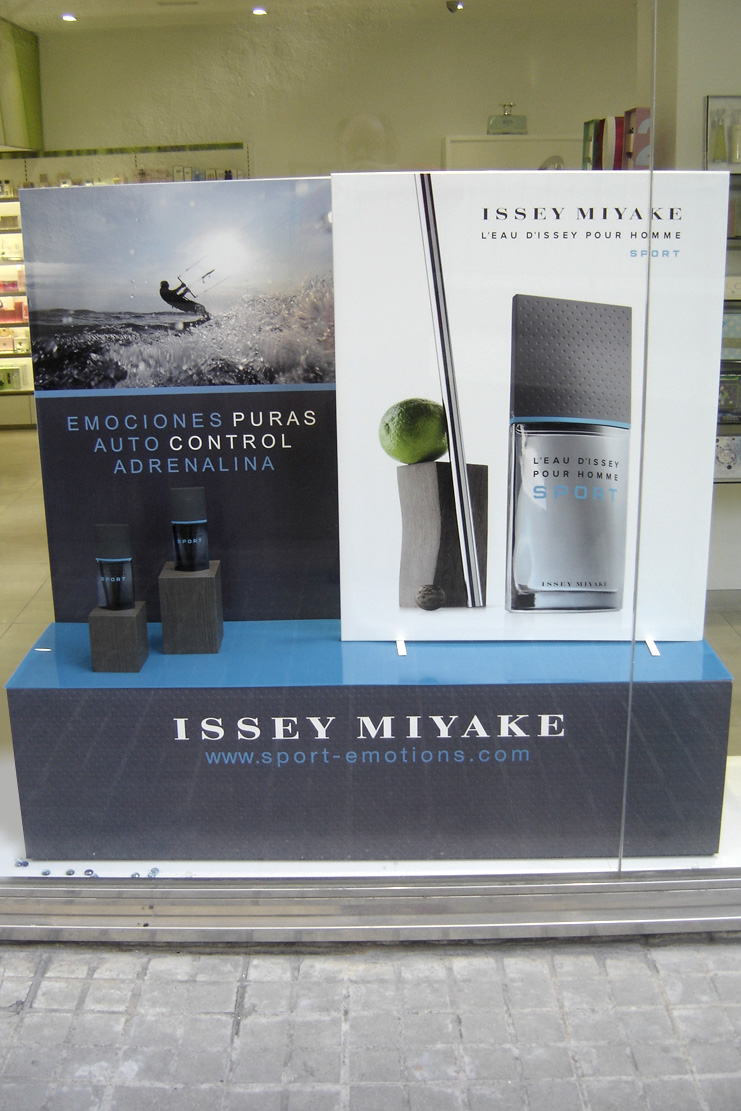 EMOCIONES PURAS
AUTO CONTROL
ADRENALINA
SPORT
SPORT
ISSEY MIYAKE
L'EAU D'ISSEY POUR HOMME
SPORT
L'EAU D'ISSEY
POUR HOMME
SPORT
ISSEY MIYAKE
ISSEY MIYAKE
www.sport-emotions.com